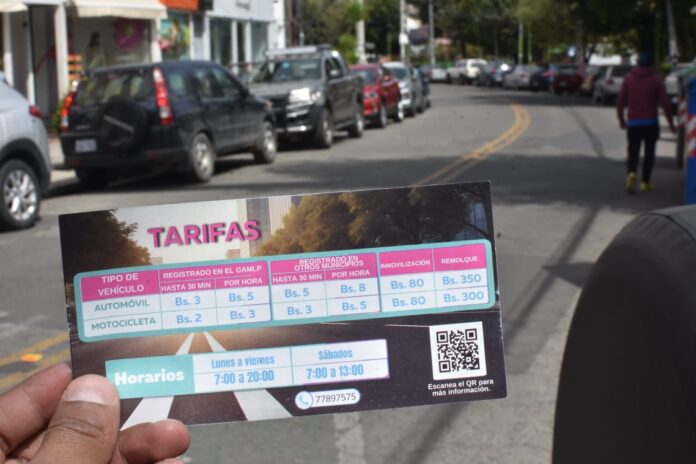 TARIFAS
TIPO DE VEHÍCULO REGISTRADO EN EL GAMLP REGISTRADO EN OTROS MUNICIPIOS INMOVILIZACIÓN REMOLQUE
HASTA 30 MIN POR HORA HASTA 30 MIN POR HORA
AUTOMÓVIL Bs. 3 Bs. 5 Bs. 5 Bs. 8 Bs. 80 Bs. 350
MOTOCICLETA Bs. 2 Bs. 3 Bs. 3 Bs. 5 Bs. 80 Bs. 300
Horarios
Lunes a viernes Sábados
7:00 a 20:00 7:00 a 13:00
77897575
Escanea el QR para
más información.